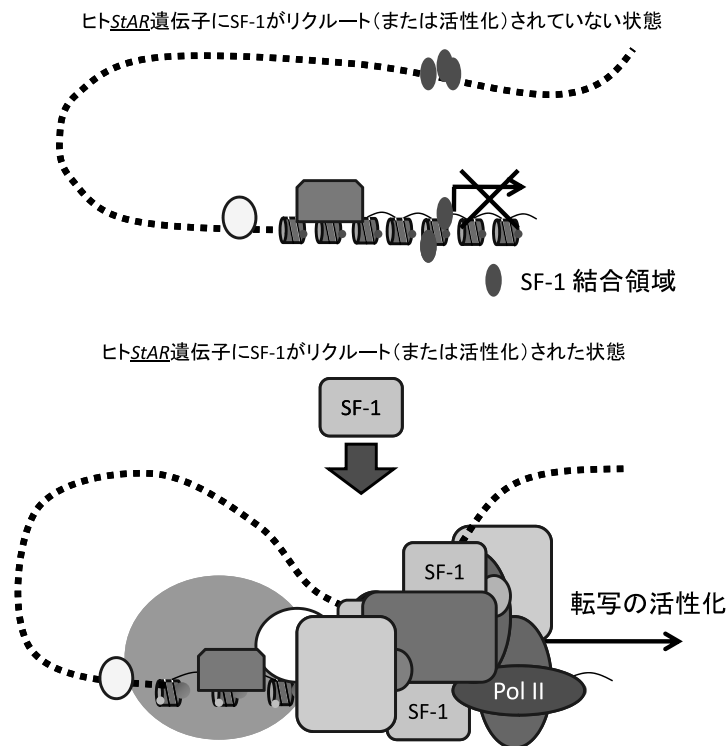 ヒトStAR遺伝子にSF-1がリクルート(または活性化)されていない状態
SF-1 結合領域
ヒトStAR遺伝子にSF-1がリクルート(または活性化)された状態
SF-1
SF-1
転写の活性化
Pol II
SF-1